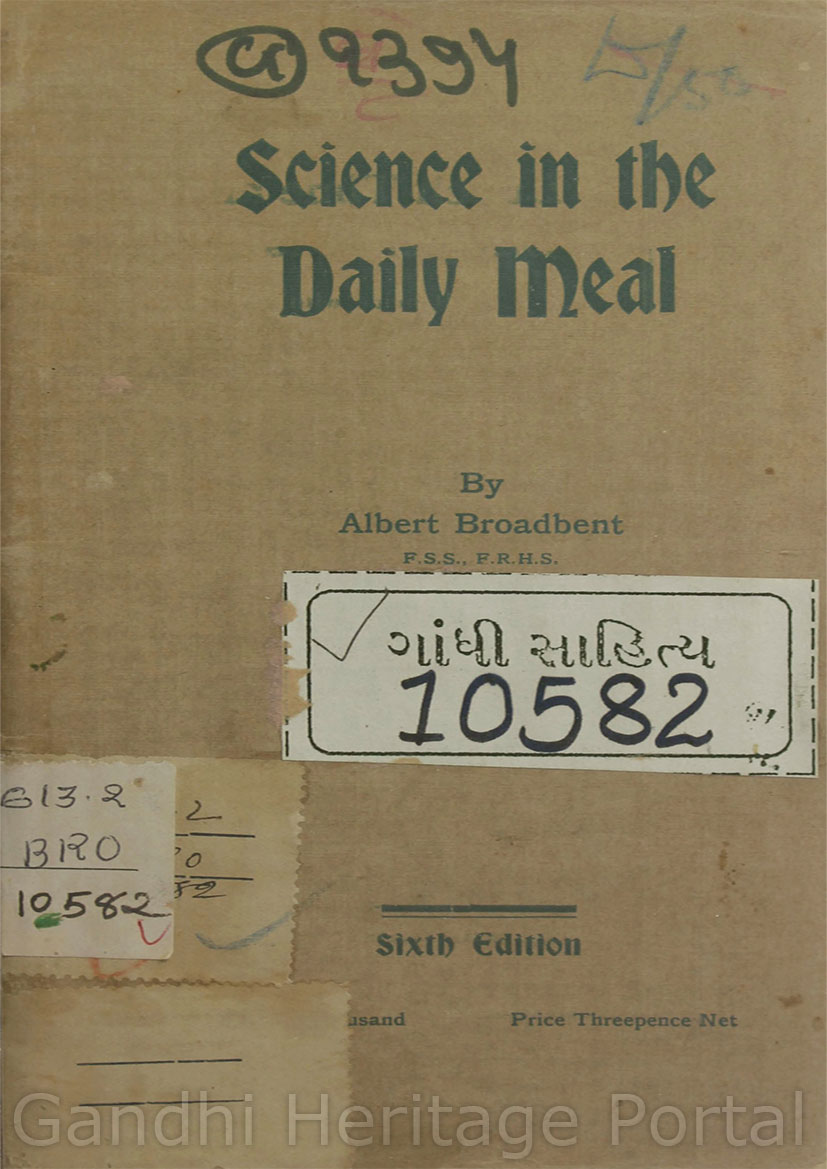 ૧૩૭૫
Science in the
Daily Meal
By
Albert Broadbent
F.S.S., F.R.H.S.
ગાંધી સાહિત્ય
10582
613.2
BRO
10582
Sixth Edition
Price Threepence Net
Gandhi Heritage Portal